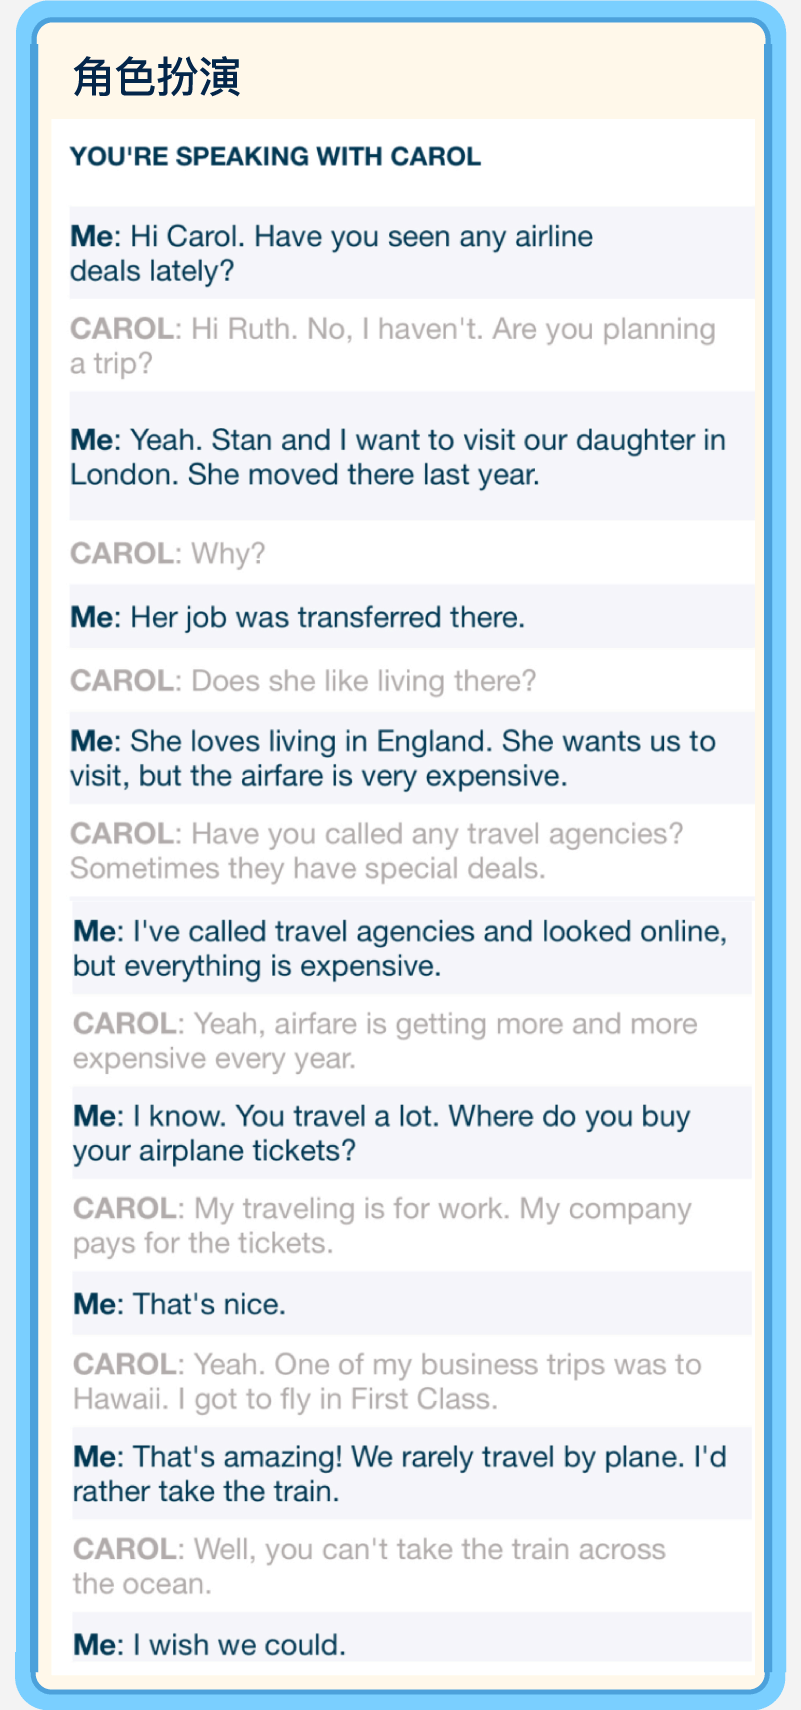 角色扮演
YOU'RE SPEAKING WITH CAROL
Me: Hi Carol. Have you seen any airline
deals lately?
CAROL: Hi Ruth. No, I haven't. Are you planning
a trip?
Me: Yeah. Stan and I want to visit our daughter in
London. She moved there last year.
CAROL: Why?
Me: Her job was transferred there.
CAROL: Does she like living there?
Me: She loves living in England. She wants us to
visit, but the airfare is very expensive.
CAROL: Have you called any travel agencies?
Sometimes they have special deals.
Me: I've called travel agencies and looked online,
but everything is expensive.
CAROL: Yeah, airfare is getting more and more
expensive every year.
Me: I know. You travel a lot. Where do you buy
your airplane tickets?
CAROL: My traveling is for work. My company
pays for the tickets.
Me: That's nice.
CAROL: Yeah. One of my business trips was to
Hawaii. I got to fly in First Class.
Me: That's amazing! We rarely travel by plane. I'd
rather take the train.
CAROL: Well, you can't take the train across
the ocean.
Me: I wish we could.